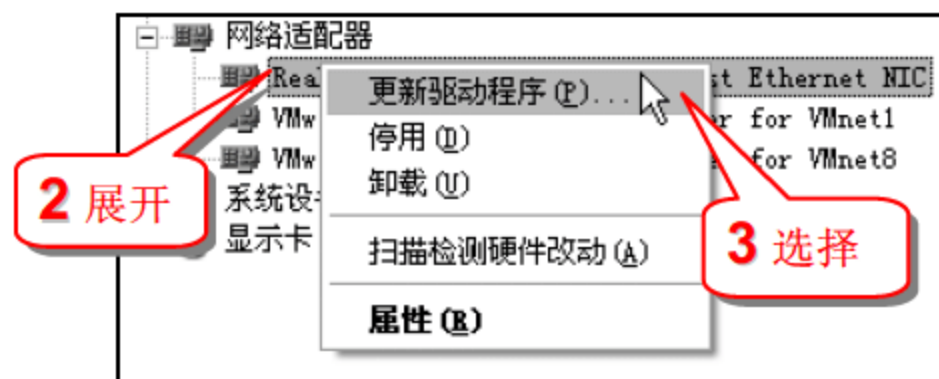 网络适配器
Real
st Ethernet NIC
更新驱动程序(P)...
VMw
er for VMnet1
停用(D)
VMw
er for VMnet8
卸载(U)
2 展开
系统设
3 选择
显示卡
扫描检测硬件改动(A)
属性(R)